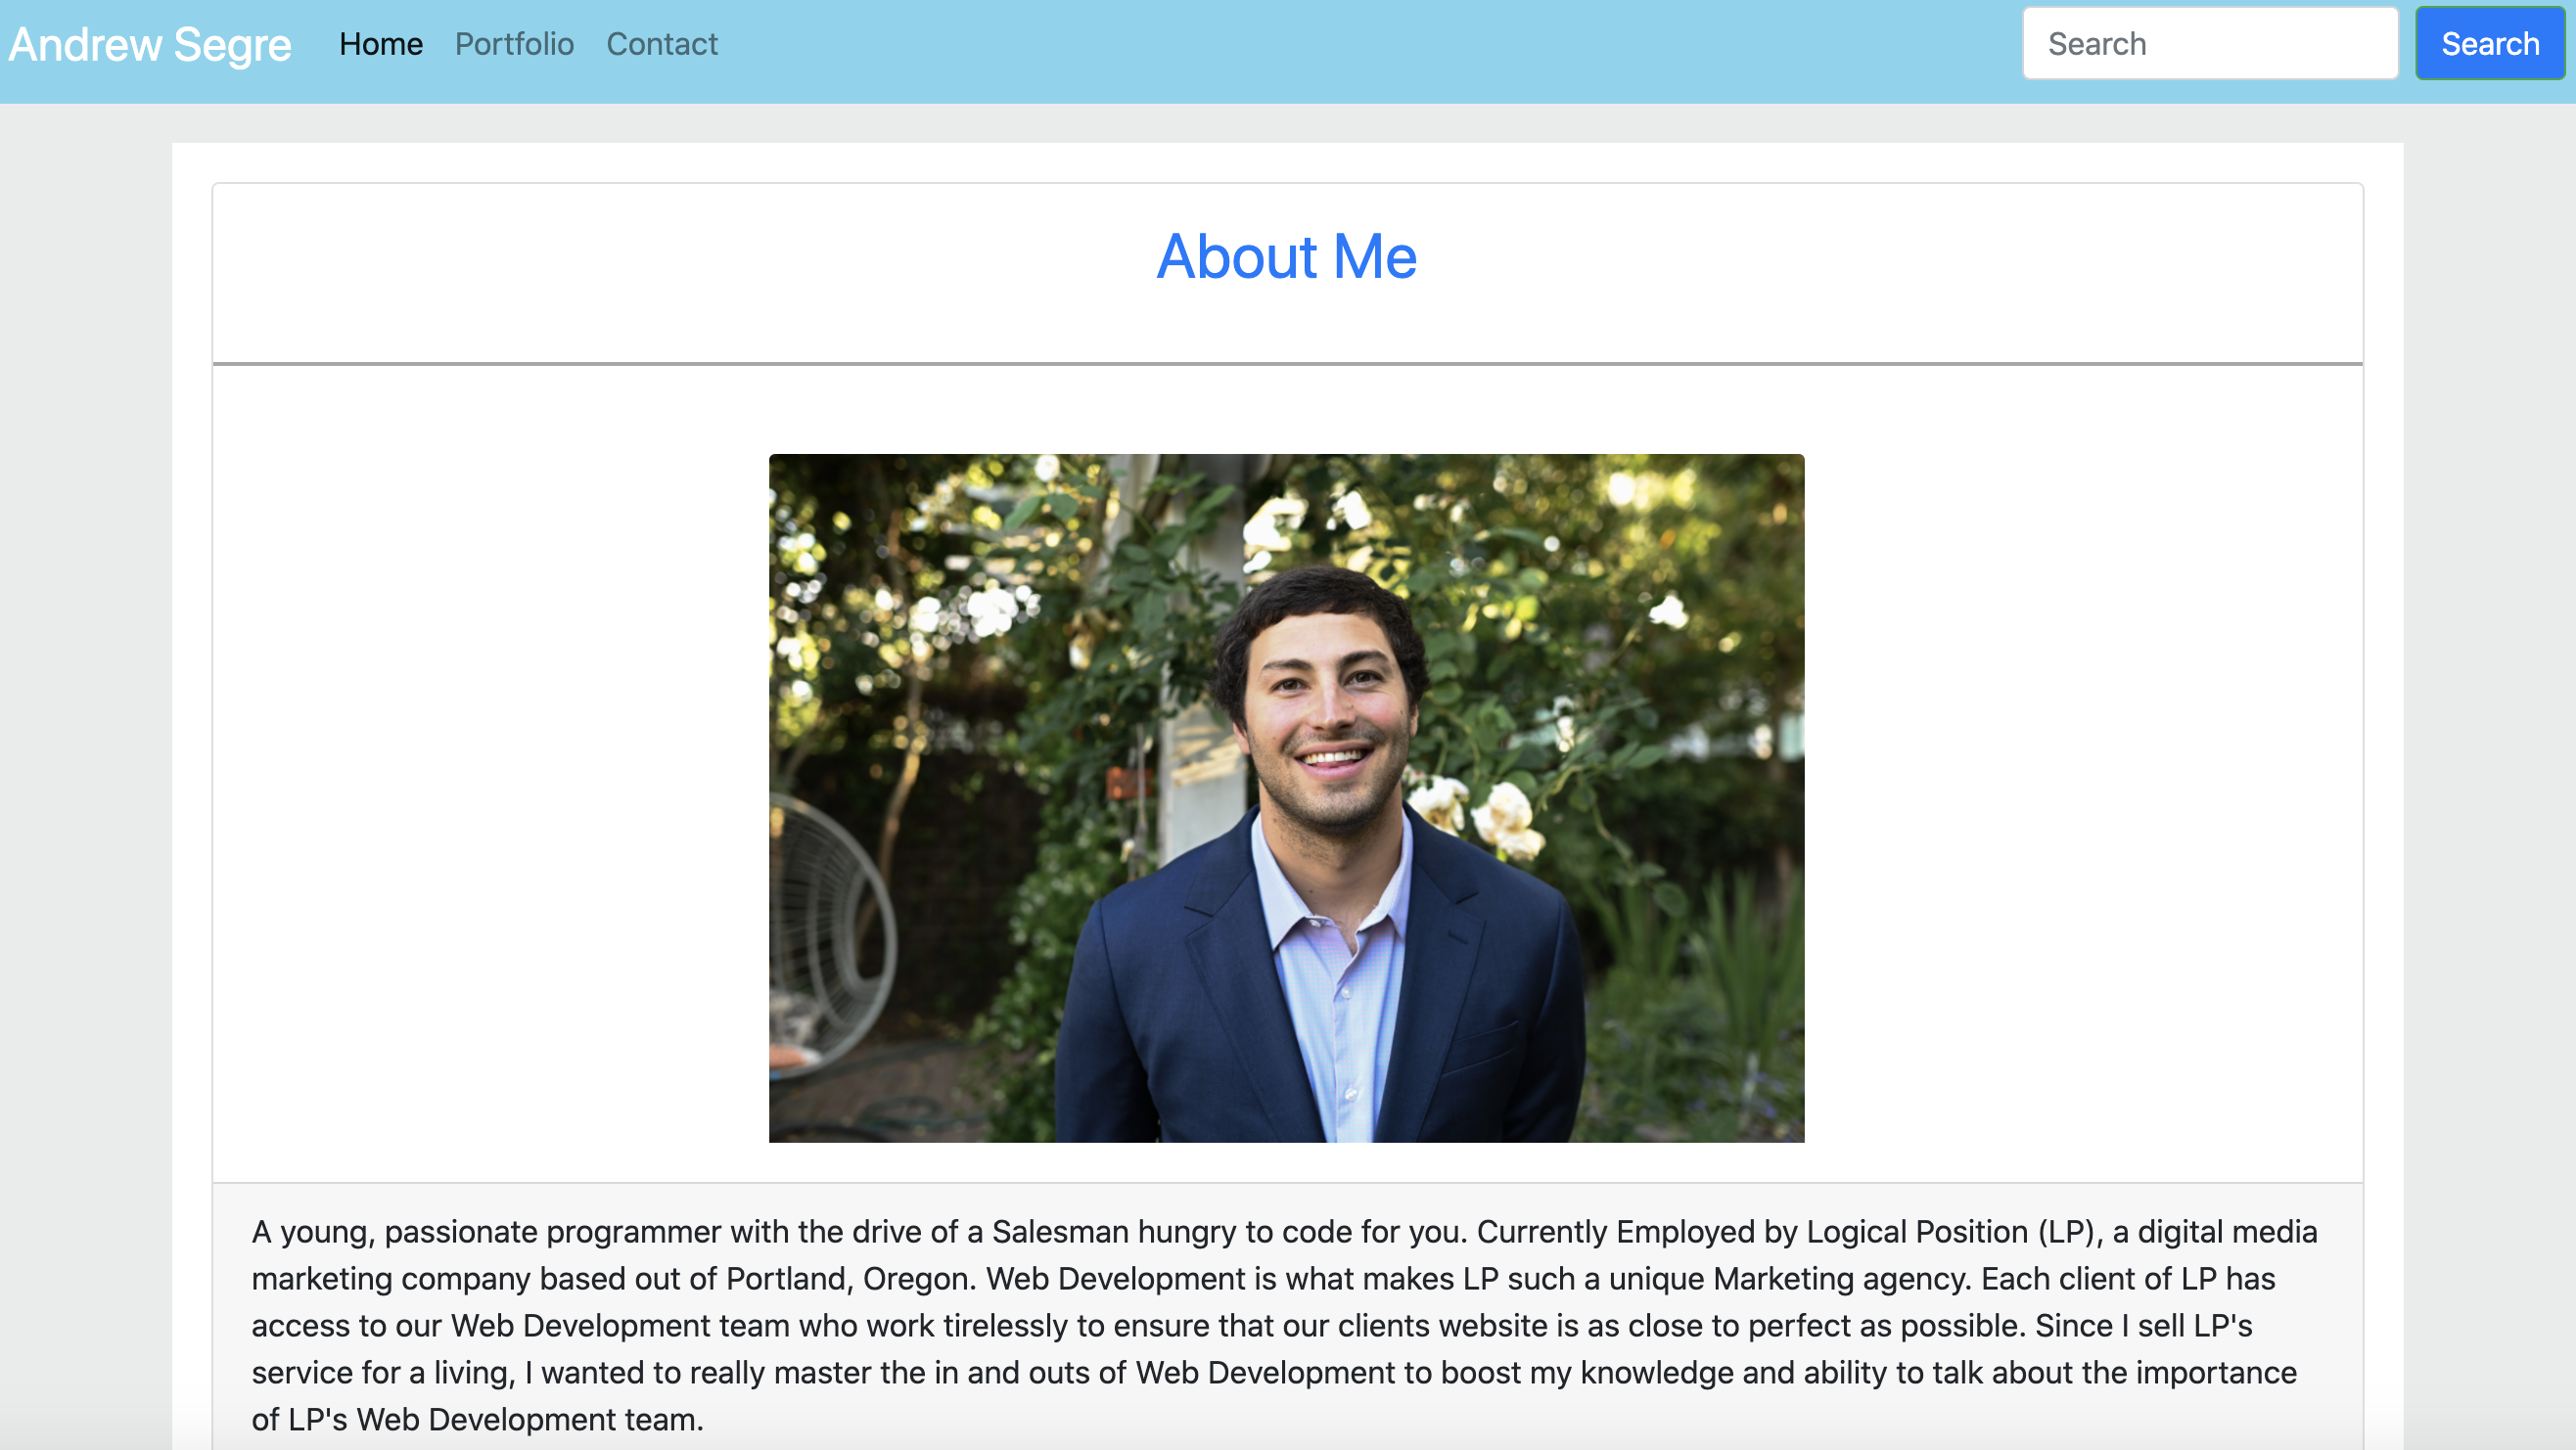 Andrew Segre Home Portfolio Contact Search Search
About Me
A young, passionate programmer with the drive of a Salesman hungry to code for you. Currently Employed by Logical Position (LP), a digital media
marketing company based out of Portland, Oregon. Web Development is what makes LP such a unique Marketing agency. Each client of LP has
access to our Web Development team who work tirelessly to ensure that our clients website is as close to perfect as possible. Since I sell LP's
service for a living, I wanted to really master the in and outs of Web Development to boost my knowledge and ability to talk about the importance
of LP's Web Development team.